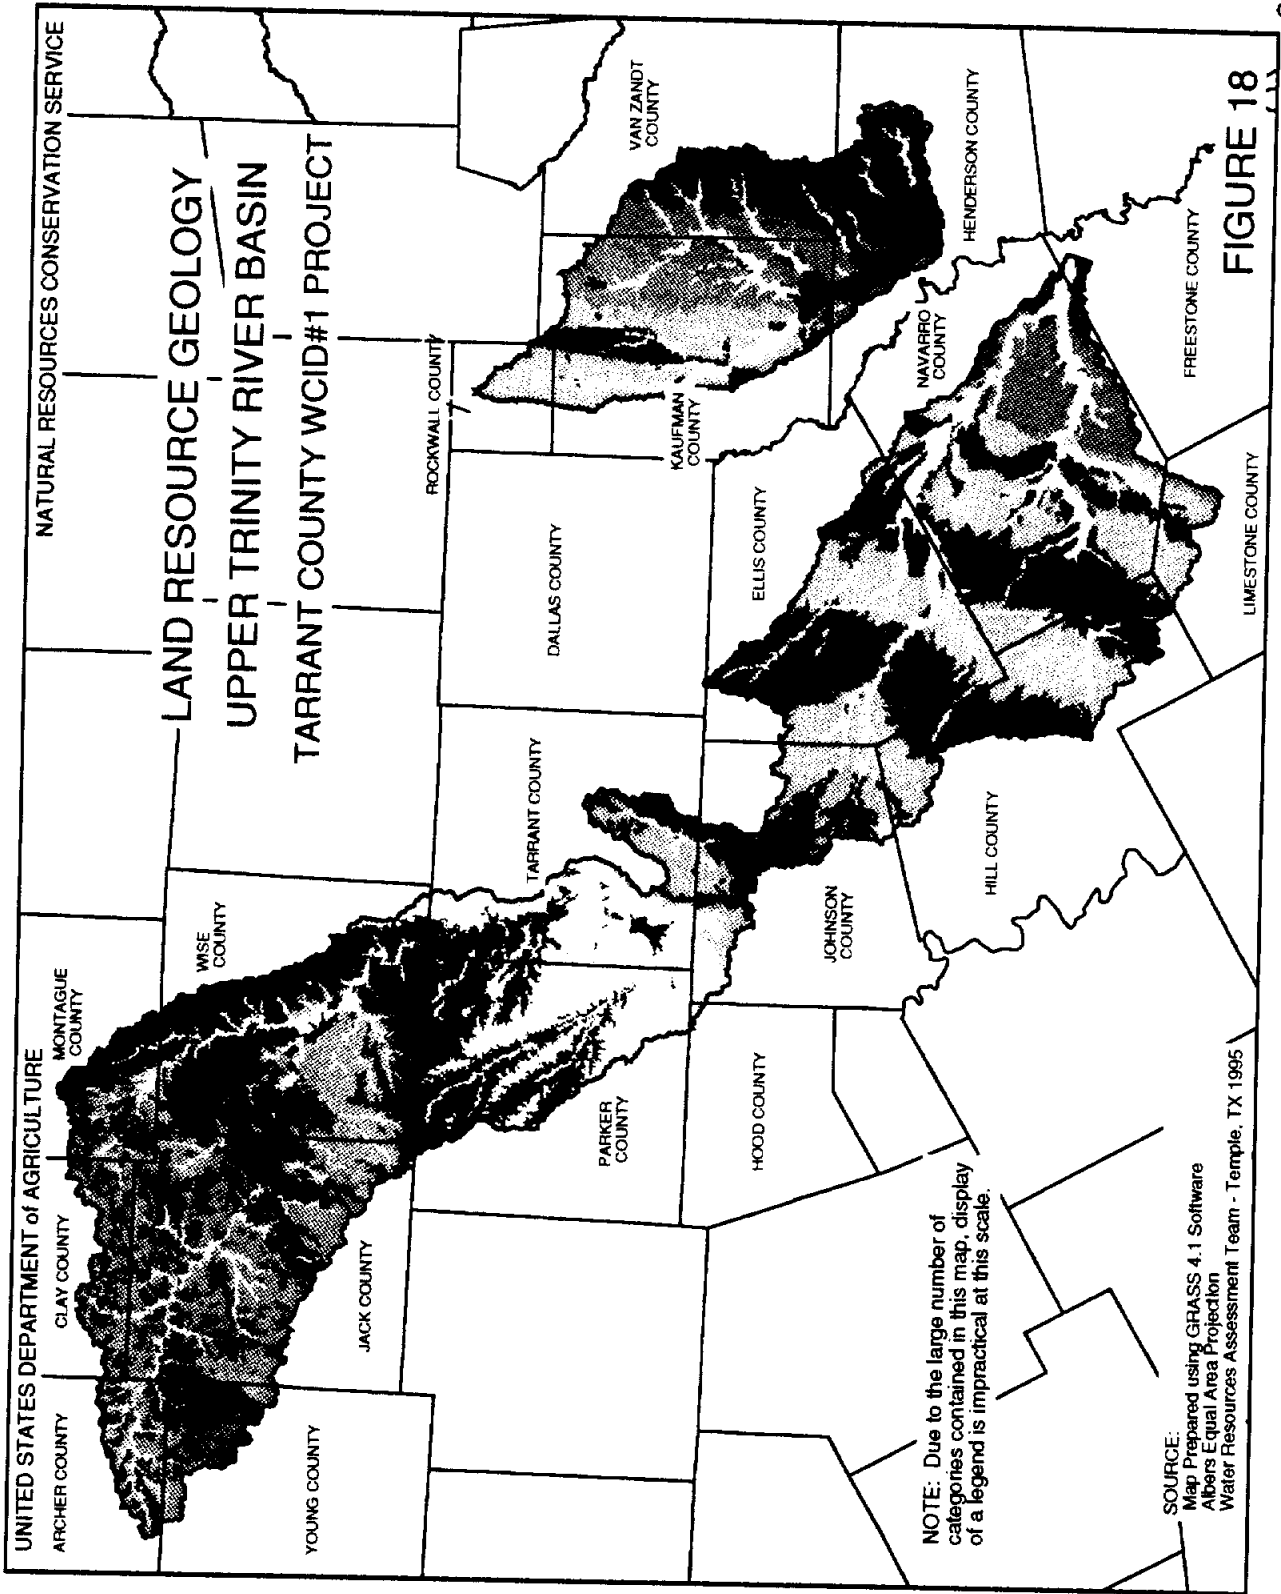 UNITED STATES DEPARTMENT of AGRICULTURE
NATURAL RESOURCES CONSERVATION SERVICE
LAND RESOURCE GEOLOGY
UPPER TRINITY RIVER BASIN
TARRANT COUNTY WCID#1 PROJECT
ARCHER COUNTY
CLAY COUNTY
MONTAGUE
COUNTY
WISE
COUNTY
YOUNG COUNTY
JACK COUNTY
PARKER
COUNTY
TARRANT COUNTY
DALLAS COUNTY
ROCKWALL COUNTY
KAUFMAN
COUNTY
VAN ZANDT
COUNTY
HOOD COUNTY
JOHNSON
COUNTY
ELLIS COUNTY
NAVARRO
COUNTY
HENDERSON COUNTY
HILL COUNTY
FREESTONE COUNTY
LIMESTONE COUNTY
NOTE: Due to the large number of
categories contained in this map, display
of a legend is impractical at this scale.
SOURCE:
Map Prepared using GRASS 4.1 Software
Albers Equal Area Projection
Water Resources Assessment Team - Temple, TX 1995
FIGURE 18